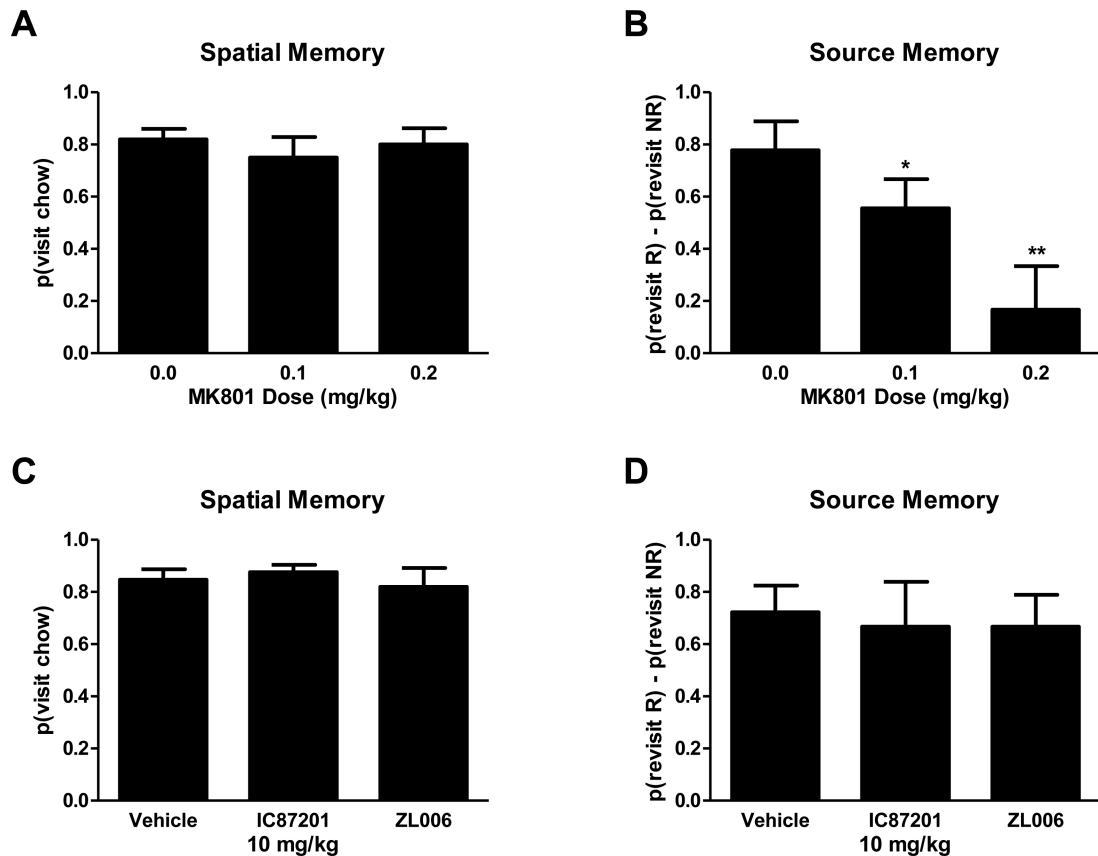 A
Spatial Memory
p(visit chow)
1.0
0.8
0.6
0.4
0.2
0.0
0.0 0.1 0.2
MK801 Dose (mg/kg)
B
Source Memory
p(revisit R) - p(revisit NR)
1.0
0.8
0.6
0.4
0.2
0.0
*
**
0.0 0.1 0.2
MK801 Dose (mg/kg)
C
Spatial Memory
p(visit chow)
1.0
0.8
0.6
0.4
0.2
0.0
Vehicle IC87201 ZL006
10 mg/kg
D
Source Memory
p(revisit R) - p(revisit NR)
1.0
0.8
0.6
0.4
0.2
0.0
Vehicle IC87201 ZL006
10 mg/kg